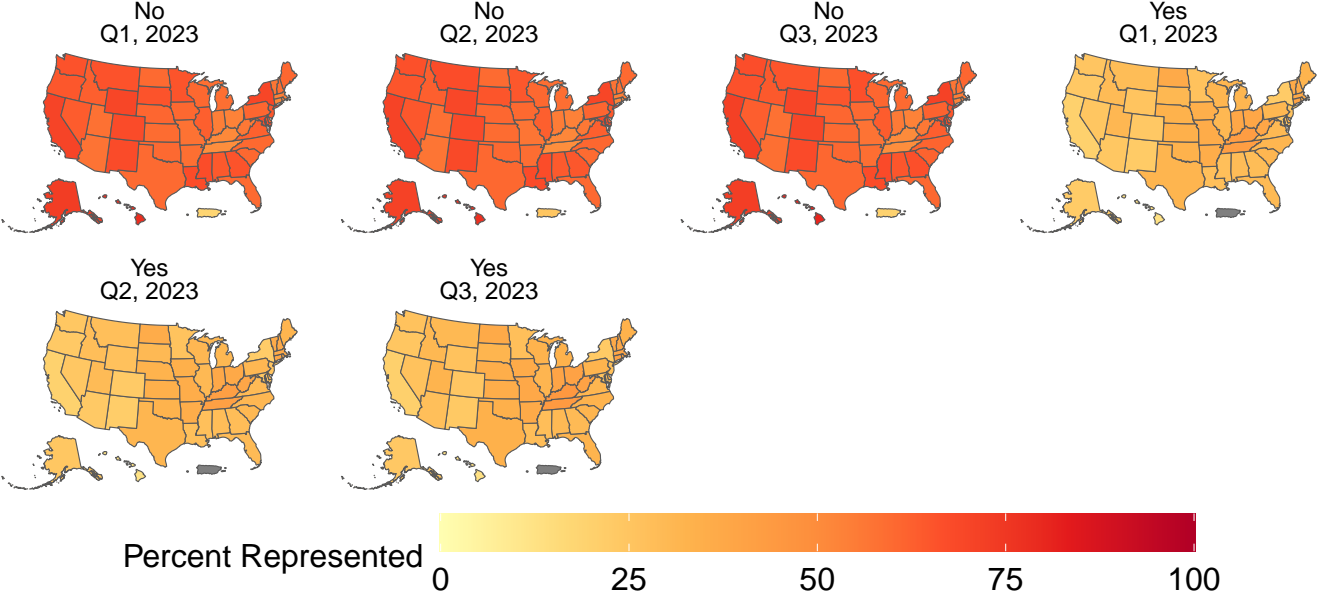 No
Q1, 2023
No
Q2, 2023
No
Q3, 2023
Yes
Q1, 2023
Yes
Q2, 2023
Yes
Q3, 2023
Percent Represented
0 25 50 75 100